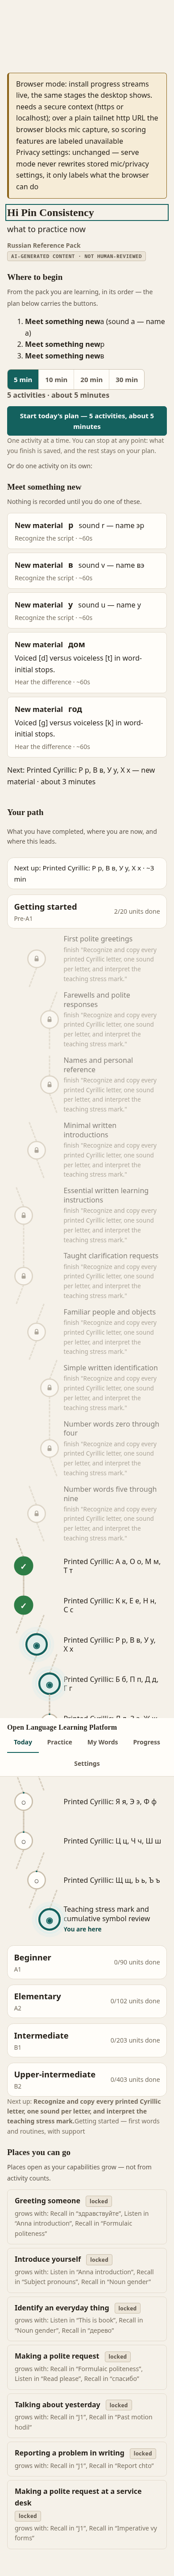 Browser mode: install progress streams
live, the same stages the desktop shows.
needs a secure context (https or
localhost); over a plain tailnet http URL the
browser blocks mic capture, so scoring
features are labeled unavailable
Privacy settings: unchanged — serve
mode never rewrites stored mic/privacy
settings, it only labels what the browser
can do
Hi Pin Consistency
what to practice now
Russian Reference Pack
AI-GENERATED CONTENT · NOT HUMAN-REVIEWED
Where to begin
From the pack you are learning, in its order — the
plan below carries the buttons.
1. Meet something newа (sound a — name
а)
2. Meet something newр
3. Meet something newв
5 min 10 min 20 min 30 min
5 activities · about 5 minutes
Start today's plan — 5 activities, about 5
minutes
One activity at a time. You can stop at any point: what
you finish is saved, and the rest stays on your plan.
Or do one activity on its own:
Meet something new
Nothing is recorded until you do one of these.
New material р sound r — name эр
Recognize the script · ~60s
New material в sound v — name вэ
Recognize the script · ~60s
New material у sound u — name у
Recognize the script · ~60s
New material дом
Voiced [d] versus voiceless [t] in word-
initial stops.
Hear the difference · ~60s
New material год
Voiced [g] versus voiceless [k] in word-
initial stops.
Hear the difference · ~60s
Next: Printed Cyrillic: Р р, В в, У у, Х х — new
material · about 3 minutes
Your path
What you have completed, where you are now, and
where this leads.
Next up: Printed Cyrillic: Р р, В в, У у, Х х · ~3
min
Getting started 2/20 units done
Pre-A1
First polite greetings
finish "Recognize and copy every
printed Cyrillic letter, one sound
per letter, and interpret the
teaching stress mark."
Farewells and polite
responses
finish "Recognize and copy every
printed Cyrillic letter, one sound
per letter, and interpret the
teaching stress mark."
Names and personal
reference
finish "Recognize and copy every
printed Cyrillic letter, one sound
per letter, and interpret the
teaching stress mark."
Minimal written
introductions
finish "Recognize and copy every
printed Cyrillic letter, one sound
per letter, and interpret the
teaching stress mark."
Essential written learning
instructions
finish "Recognize and copy every
printed Cyrillic letter, one sound
per letter, and interpret the
teaching stress mark."
Taught clarification requests
finish "Recognize and copy every
printed Cyrillic letter, one sound
per letter, and interpret the
teaching stress mark."
Familiar people and objects
finish "Recognize and copy every
printed Cyrillic letter, one sound
per letter, and interpret the
teaching stress mark."
Simple written identification
finish "Recognize and copy every
printed Cyrillic letter, one sound
per letter, and interpret the
teaching stress mark."
Number words zero through
four
finish "Recognize and copy every
printed Cyrillic letter, one sound
per letter, and interpret the
teaching stress mark."
Number words five through
nine
finish "Recognize and copy every
printed Cyrillic letter, one sound
per letter, and interpret the
teaching stress mark."
Printed Cyrillic: А а, О о, М м,
Т т
Printed Cyrillic: К к, Е е, Н н,
С с
Printed Cyrillic: Р р, В в, У у,
Х х
Printed Cyrillic: Б б, П п, Д д,
Г г
Open Language Learning Platform
Today Practice My Words Progress
Settings
Printed Cyrillic: Я я, Э э, Ф ф
Printed Cyrillic: Ц ц, Ч ч, Ш ш
Printed Cyrillic: Щ щ, Ь ь, Ъ ъ
Teaching stress mark and
cumulative symbol review
You are here
Beginner 0/90 units done
A1
Elementary 0/102 units done
A2
Intermediate 0/203 units done
B1
Upper-intermediate 0/403 units done
B2
Next up: Recognize and copy every printed Cyrillic
letter, one sound per letter, and interpret the
teaching stress mark.Getting started — first words
and routines, with support
Places you can go
Places open as your capabilities grow — not from
activity counts.
Greeting someone locked
grows with: Recall in "здравствуйте", Listen in
"Anna introduction", Recall in "Formulaic
politeness"
Introduce yourself locked
grows with: Listen in "Anna introduction", Recall
in "Subject pronouns", Recall in "Noun gender"
Identify an everyday thing locked
grows with: Listen in "This is book", Recall in
"Noun gender", Recall in "дерево"
Making a polite request locked
grows with: Recall in "Formulaic politeness",
Listen in "Read please", Recall in "спасибо"
Talking about yesterday locked
grows with: Recall in "J1", Recall in "Past motion
hodil"
Reporting a problem in writing locked
grows with: Recall in "J1", Recall in "Report chto"
Making a polite request at a service
desk
locked
grows with: Recall in "J1", Recall in "Imperative vy
forms"